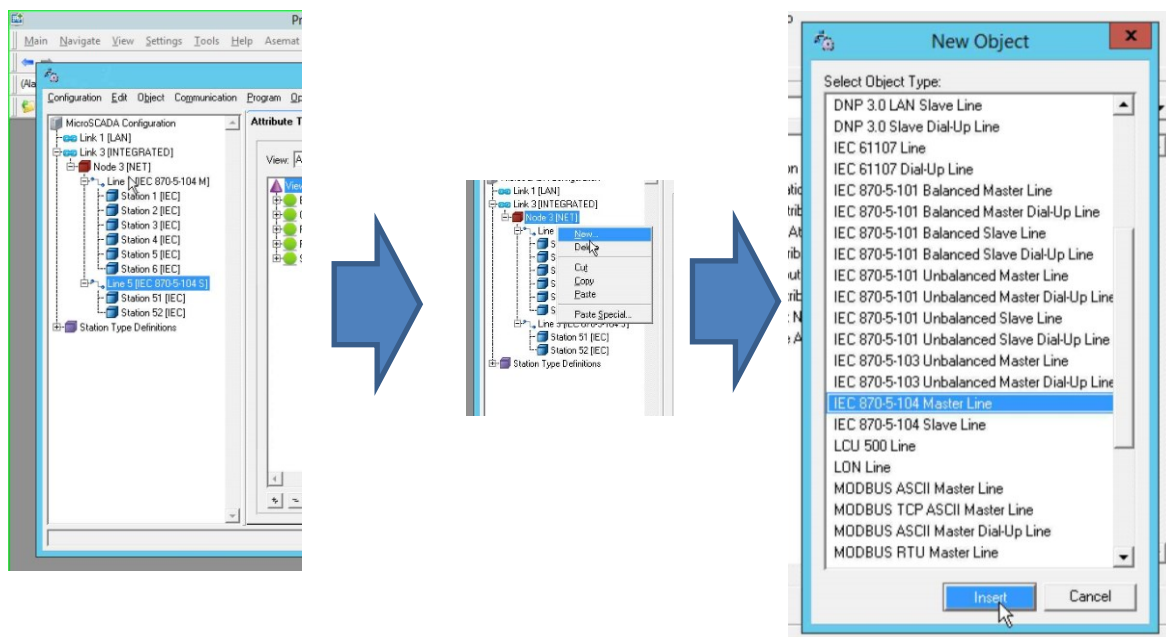 Pr
Main Navigate View Settings Tools Help Asemat
(Ala
Configuration Edit Object Communication Program Op
MicroSCADA Configuration
Link 1 [LAN]
Link 3 [INTEGRATED]
Node 3 [NET]
Line [IEC 870-5-104 M]
Station 1 [IEC]
Station 2 [IEC]
Station 3 [IEC]
Station 4 [IEC]
Station 5 [IEC]
Station 6 [IEC]
Line 5 [IEC 870-5-104 S]
Station 51 [IEC]
Station 52 [IEC]
Station Type Definitions
Attribute T
View: A
View
Link 1 [LAN]
Link 3 [INTEGRATED]
Node 3 [NET]
Line
New...
Delete
Cut
Copy
Paste
Paste Special...
Station 51 [IEC]
Station 52 [IEC]
Station Type Definitions
New Object
Select Object Type:
DNP 3.0 LAN Slave Line
DNP 3.0 Slave Dial-Up Line
IEC 61107 Line
IEC 61107 Dial-Up Line
IEC 870-5-101 Balanced Master Line
IEC 870-5-101 Balanced Master Dial-Up Line
IEC 870-5-101 Balanced Slave Line
IEC 870-5-101 Balanced Slave Dial-Up Line
IEC 870-5-101 Unbalanced Master Line
IEC 870-5-101 Unbalanced Master Dial-Up Line
IEC 870-5-101 Unbalanced Slave Line
IEC 870-5-101 Unbalanced Slave Dial-Up Line
IEC 870-5-103 Unbalanced Master Line
IEC 870-5-103 Unbalanced Master Dial-Up Line
IEC 870-5-104 Master Line
IEC 870-5-104 Slave Line
LCU 500 Line
LON Line
MODBUS ASCII Master Line
MODBUS TCP ASCII Master Line
MODBUS ASCII Master Dial-Up Line
MODBUS RTU Master Line
Insert
Cancel